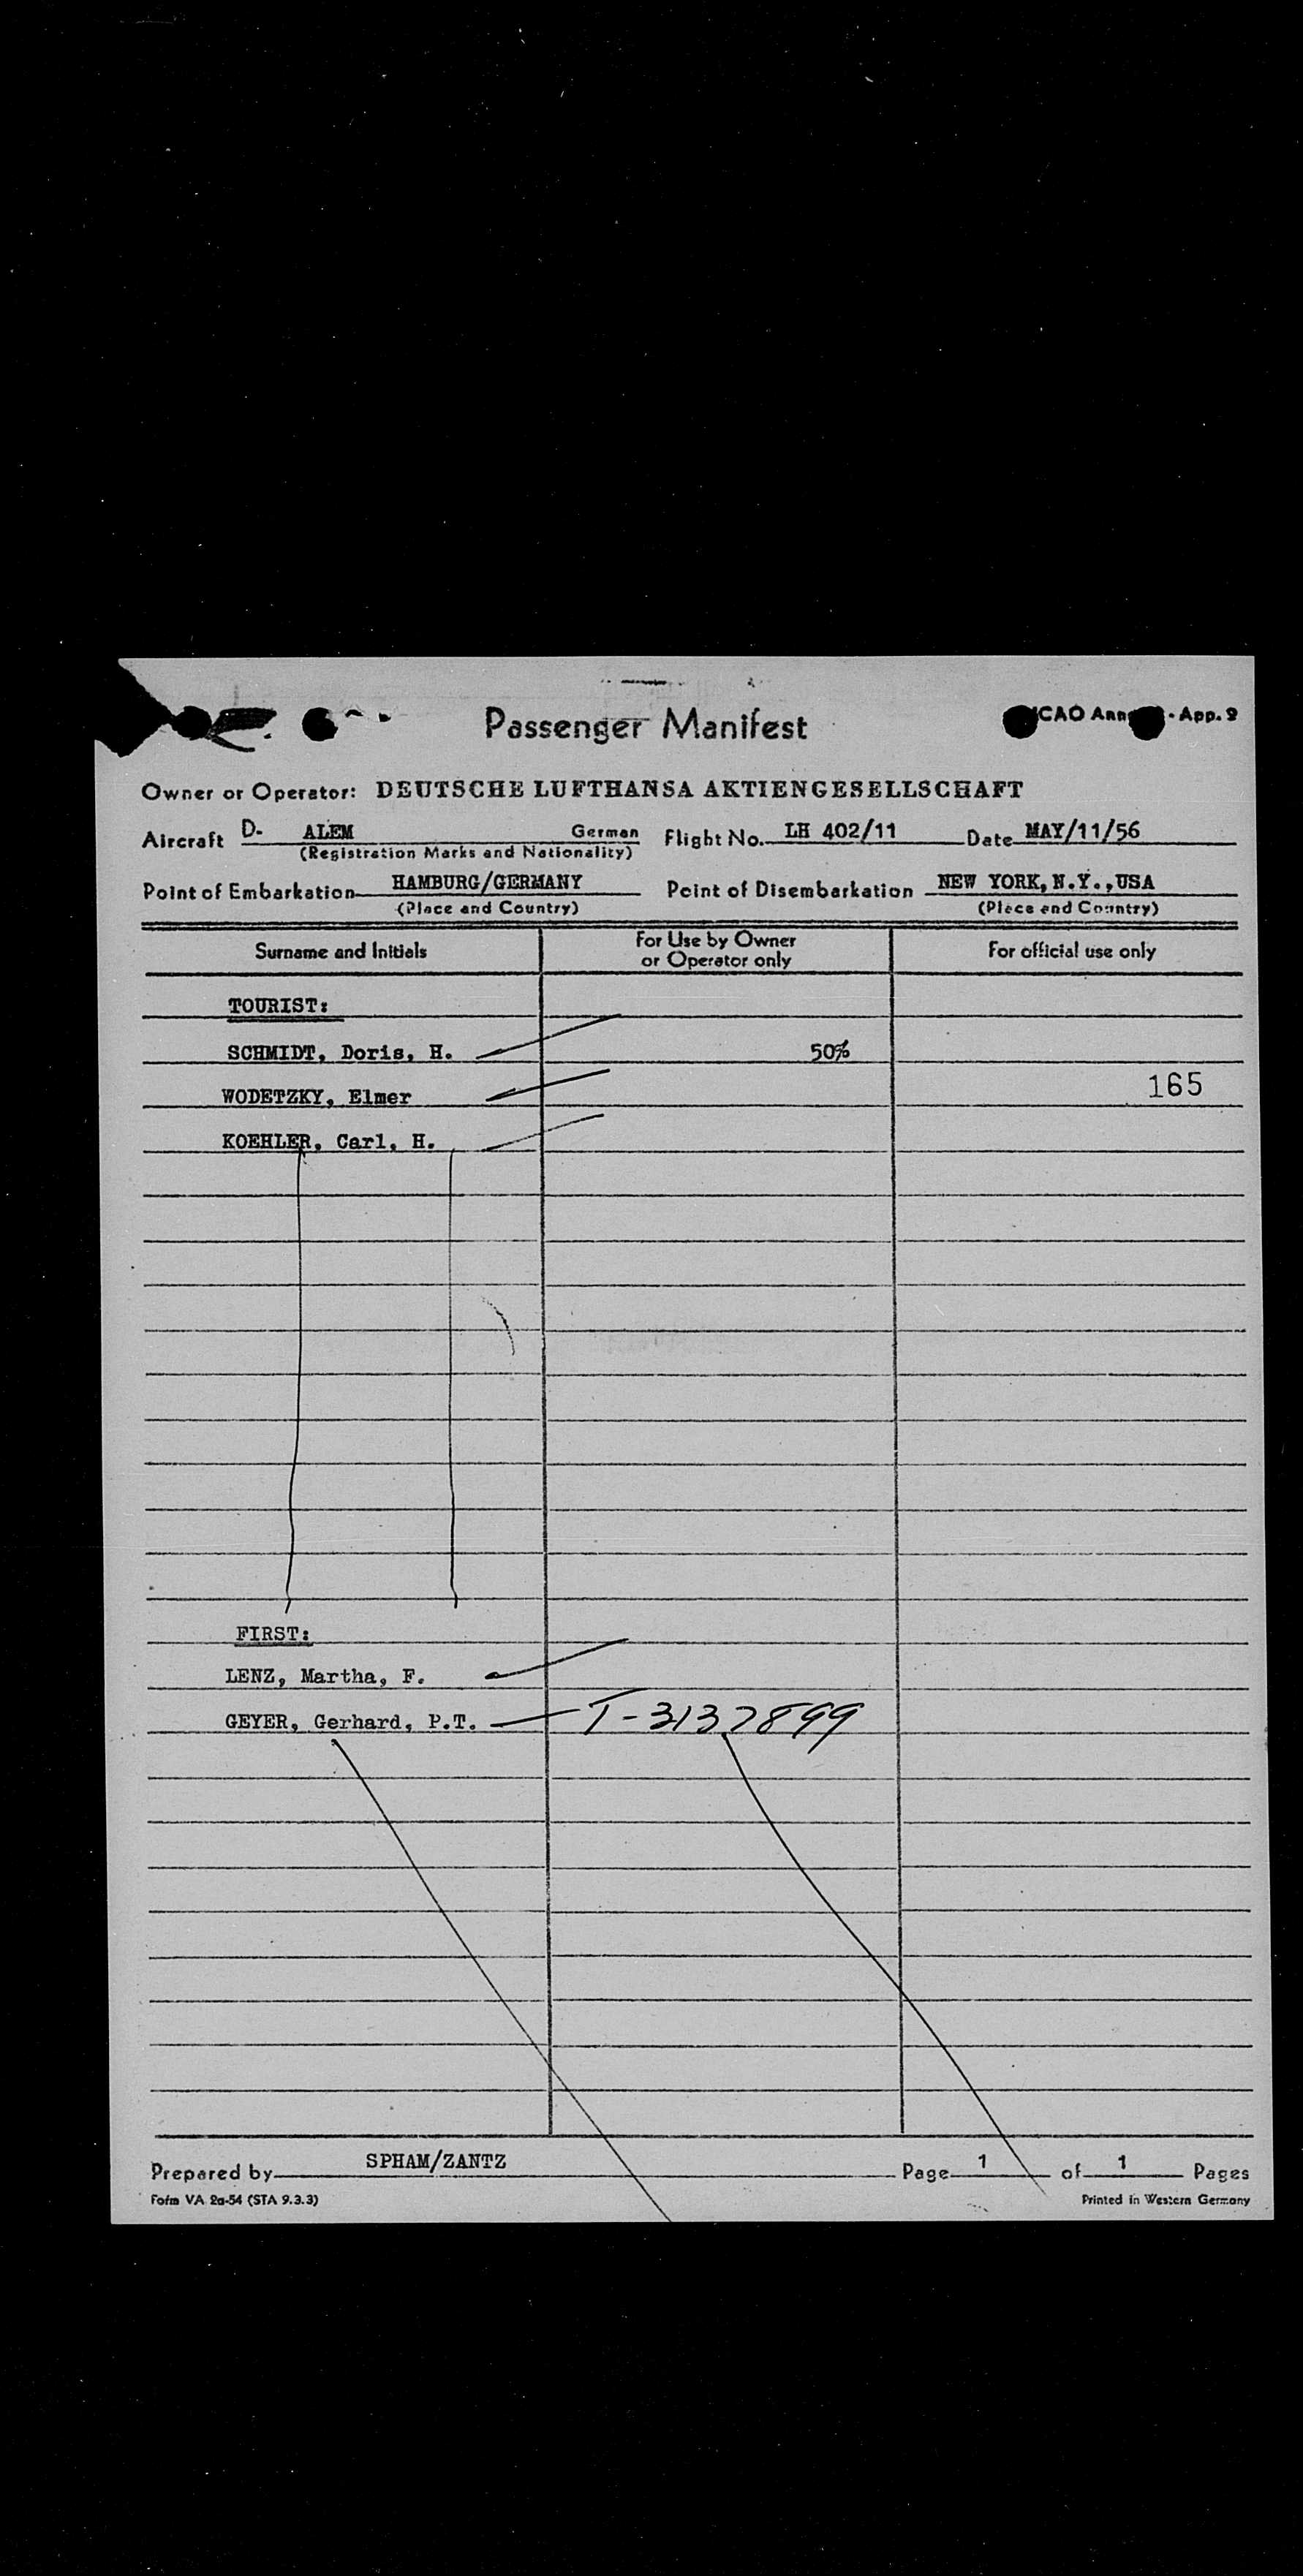 Passenger Manifest
Owner or Operator: DEUTSCHE LUFTHANSA AKTIENGESELLSCHAFT
Aircraft D- ALEM German Flight No. LH 402/11 Date MAY/11/56
(Registration Marks and Nationality)
Point of Embarkation HAMBURG/GERMANY Point of Disembarkation NEW YORK,N.Y.,USA
(Place and Country) (Place and Country)
Surname and Initials For Use by Owner or Operator only For official use only
TOURIST:
SCHMIDT, Doris, H. 50%
WODETZKY, Elmer 165
KOEHLER, Carl, H.
FIRST:
LENZ, Martha, F.
GEYER, Gerhard, P.T. T-3137899
Prepared by SPHAM/ZANTZ Page 1 of 1 Pages
Form VA 2a-54 (STA 9.3.3) Printed in Western Germany